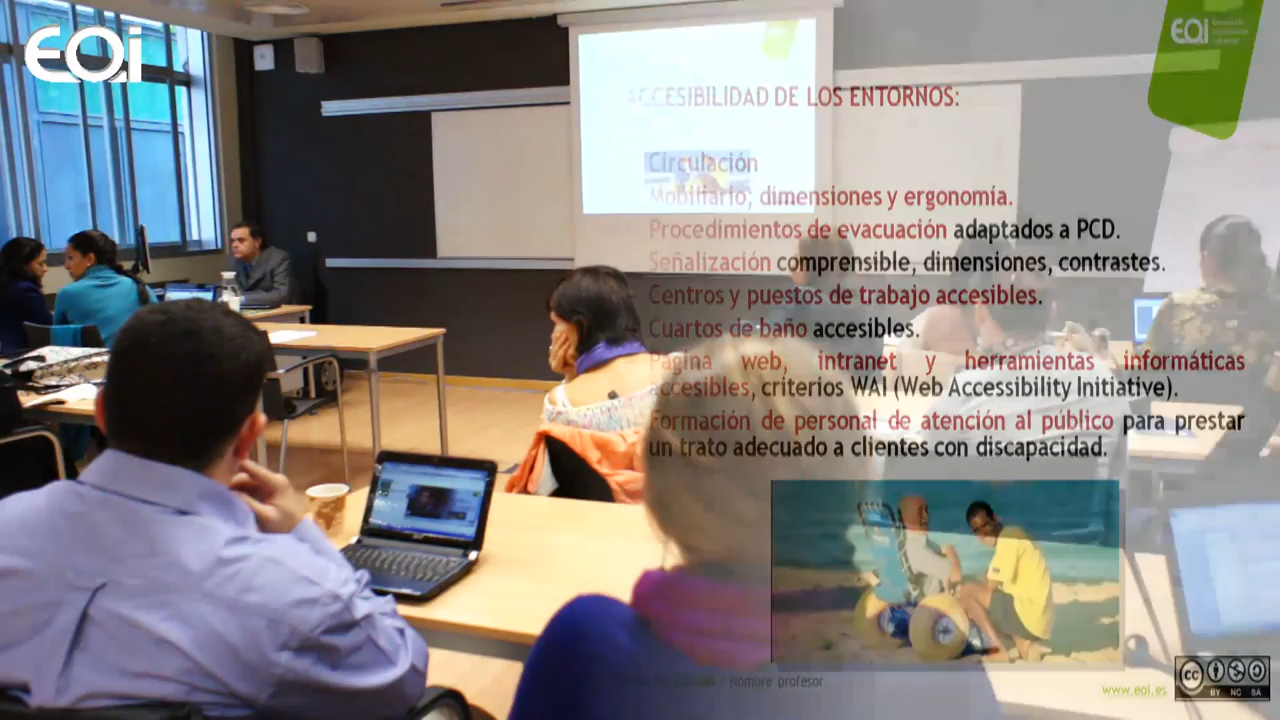 EOi
EOi
ACCESIBILIDAD DE LOS ENTORNOS:
Circulación
Mobiliario; dimensiones y ergonomía.
Procedimientos de evacuación adaptados a PCD.
Señalización comprensible, dimensiones, contrastes.
Centros y puestos de trabajo accesibles.
Cuartos de baño accesibles.
Página web, intranet y herramientas informáticas
accesibles, criterios WAI (Web Accessibility Initiative).
Formación de personal de atención al público para prestar
un trato adecuado a clientes con discapacidad.
/ Nombre profesor
www.eoi.es
cc
BY NC SA